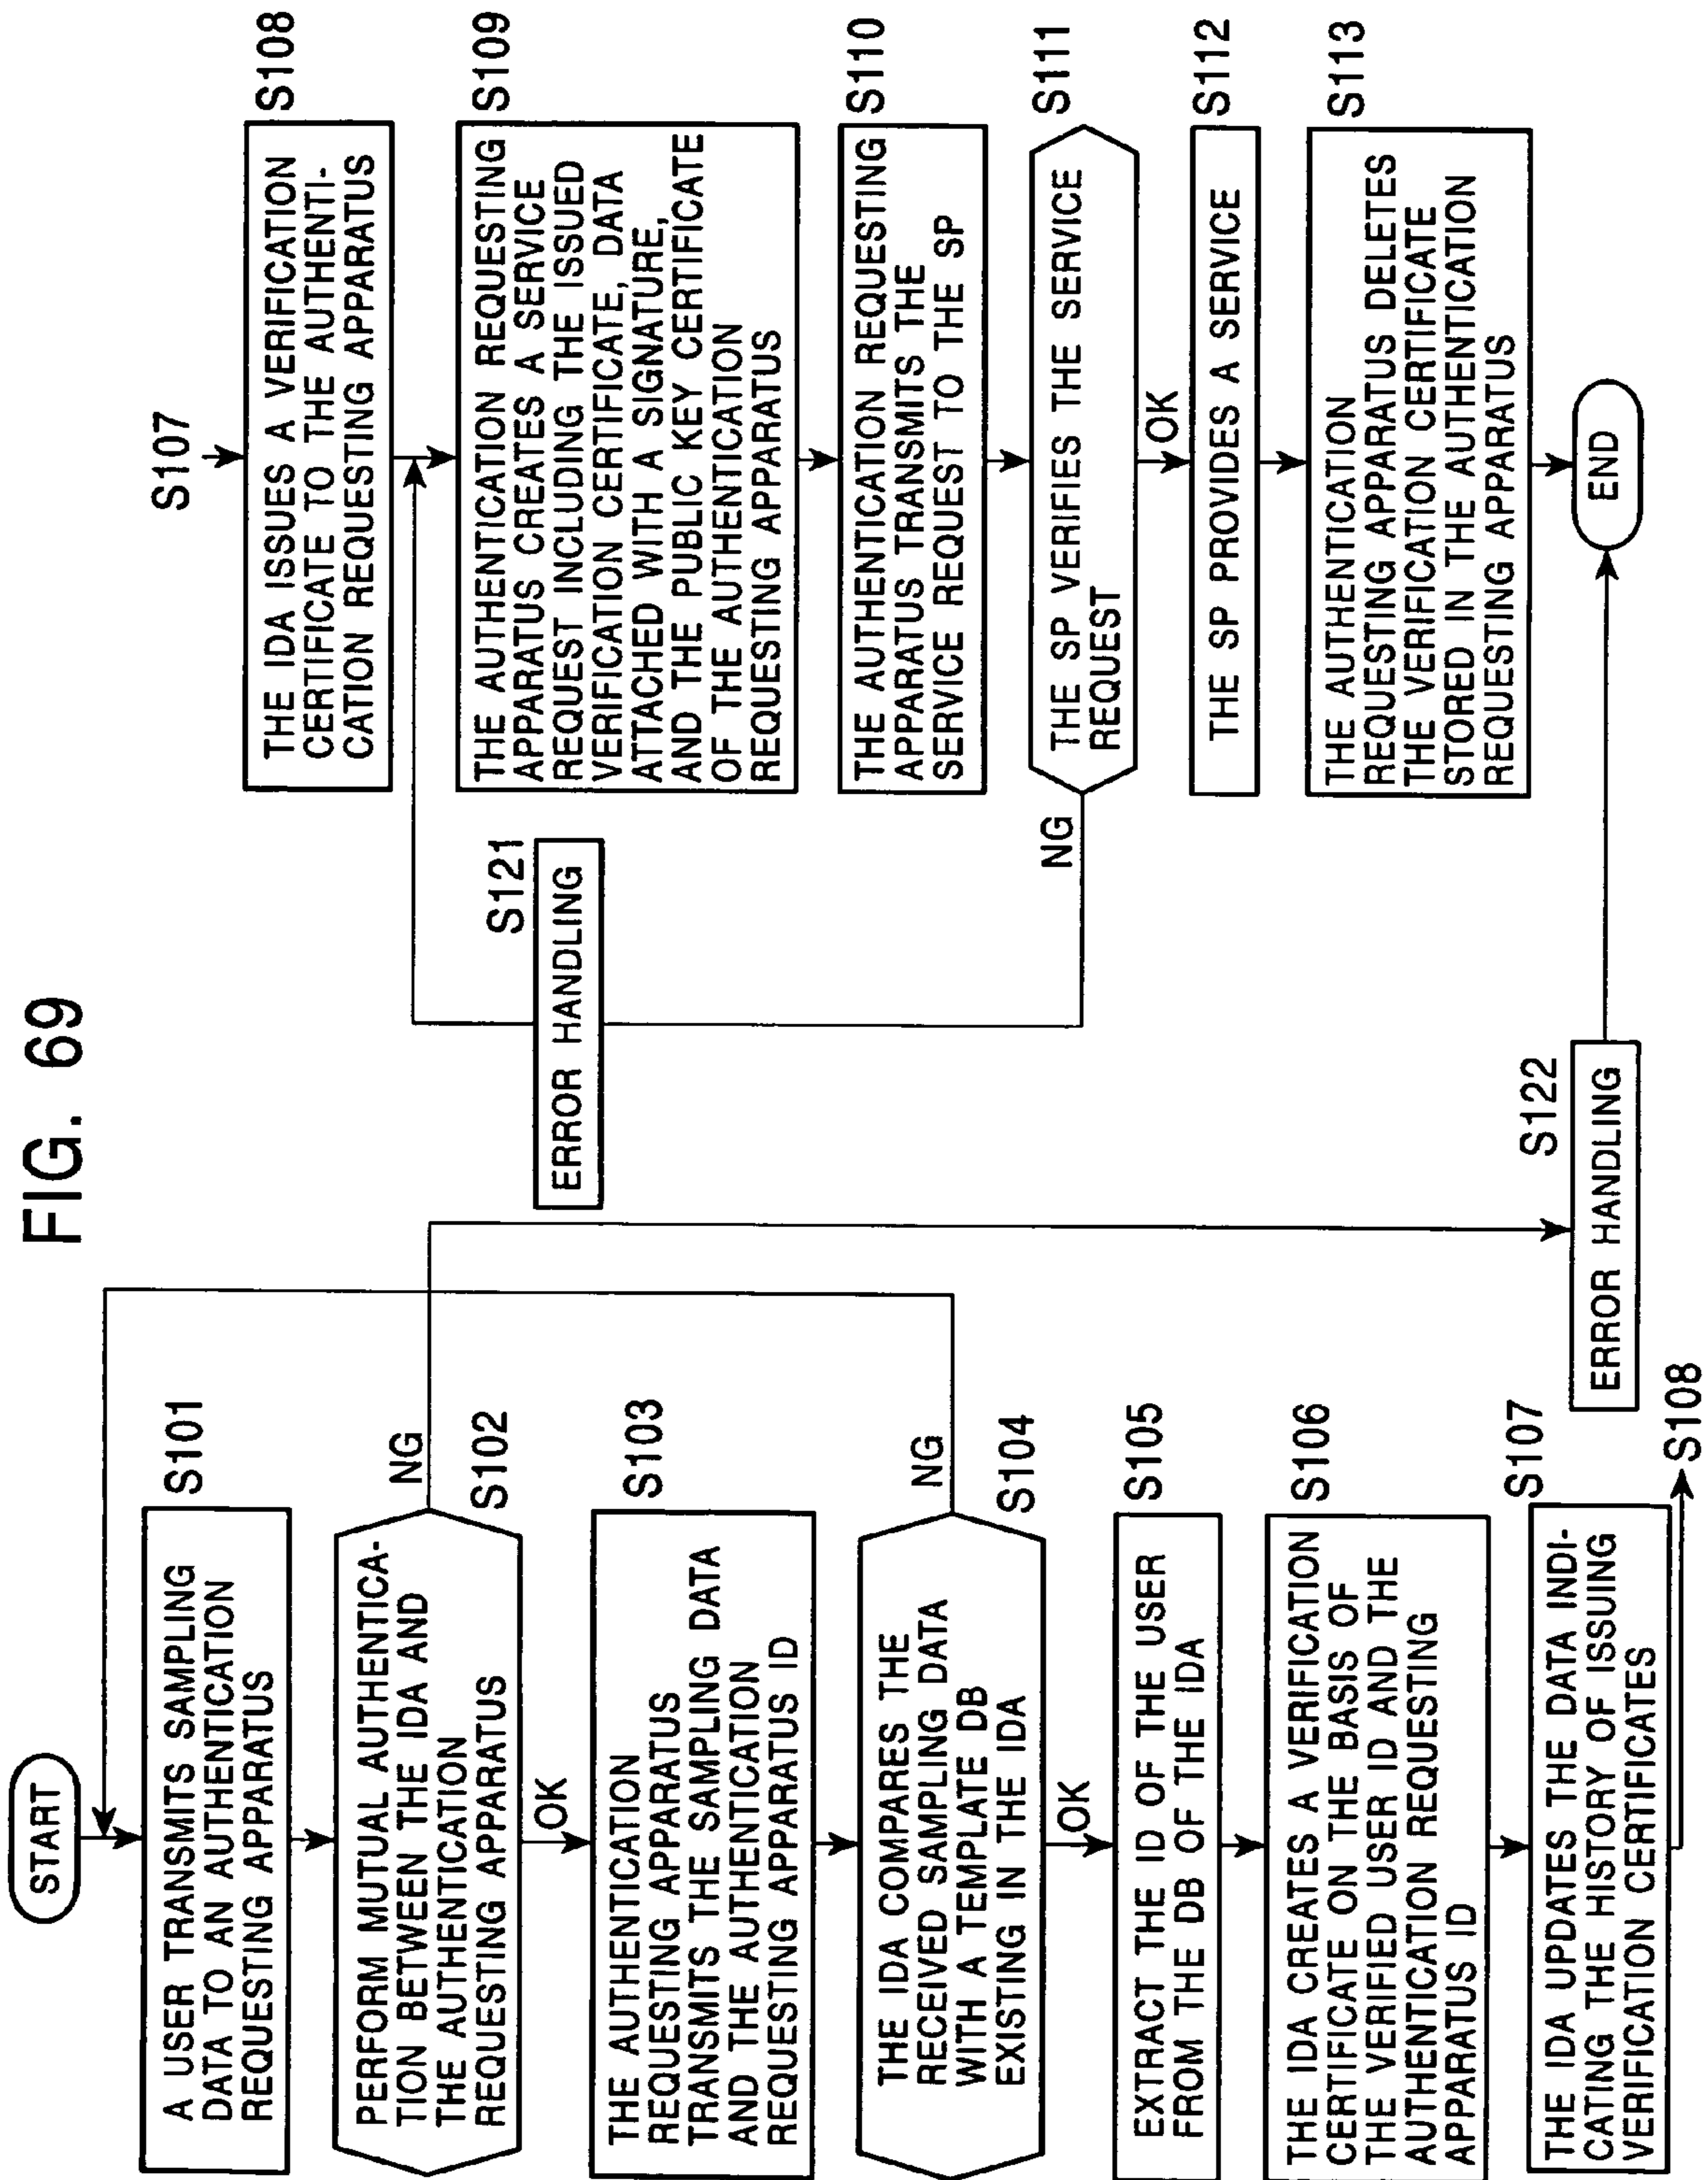 FIG. 69
START
S101
A USER TRANSMITS SAMPLING
DATA TO AN AUTHENTICATION
REQUESTING APPARATUS
NG
PERFORM MUTUAL AUTHENTICA-
TION BETWEEN THE IDA AND
THE AUTHENTICATION
REQUESTING APPARATUS
S102
OK
S103
THE AUTHENTICATION
REQUESTING APPARATUS
TRANSMITS THE SAMPLING DATA
AND THE AUTHENTICATION
REQUESTING APPARATUS ID
NG
THE IDA COMPARES THE
RECEIVED SAMPLING DATA
WITH A TEMPLATE DB
EXISTING IN THE IDA
S104
OK
S105
EXTRACT THE ID OF THE USER
FROM THE DB OF THE IDA
S106
THE IDA CREATES A VERIFICATION
CERTIFICATE ON THE BASIS OF
THE VERIFIED USER ID AND THE
AUTHENTICATION REQUESTING
APPARATUS ID
S107
THE IDA UPDATES THE DATA INDI-
CATING THE HISTORY OF ISSUING
VERIFICATION CERTIFICATES
S108
S107
S108
THE IDA ISSUES A VERIFICATION
CERTIFICATE TO THE AUTHENTI-
CATION REQUESTING APPARATUS
S109
THE AUTHENTICATION REQUESTING
APPARATUS CREATES A SERVICE
REQUEST INCLUDING THE ISSUED
VERIFICATION CERTIFICATE, DATA
ATTACHED WITH A SIGNATURE,
AND THE PUBLIC KEY CERTIFICATE
OF THE AUTHENTICATION
REQUESTING APPARATUS
S121
ERROR HANDLING
S110
THE AUTHENTICATION REQUESTING
APPARATUS TRANSMITS THE
SERVICE REQUEST TO THE SP
S111
NG
THE SP VERIFIES THE SERVICE
REQUEST
OK
S112
THE SP PROVIDES A SERVICE
S113
THE AUTHENTICATION
REQUESTING APPARATUS DELETES
THE VERIFICATION CERTIFICATE
STORED IN THE AUTHENTICATION
REQUESTING APPARATUS
S122
ERROR HANDLING
END